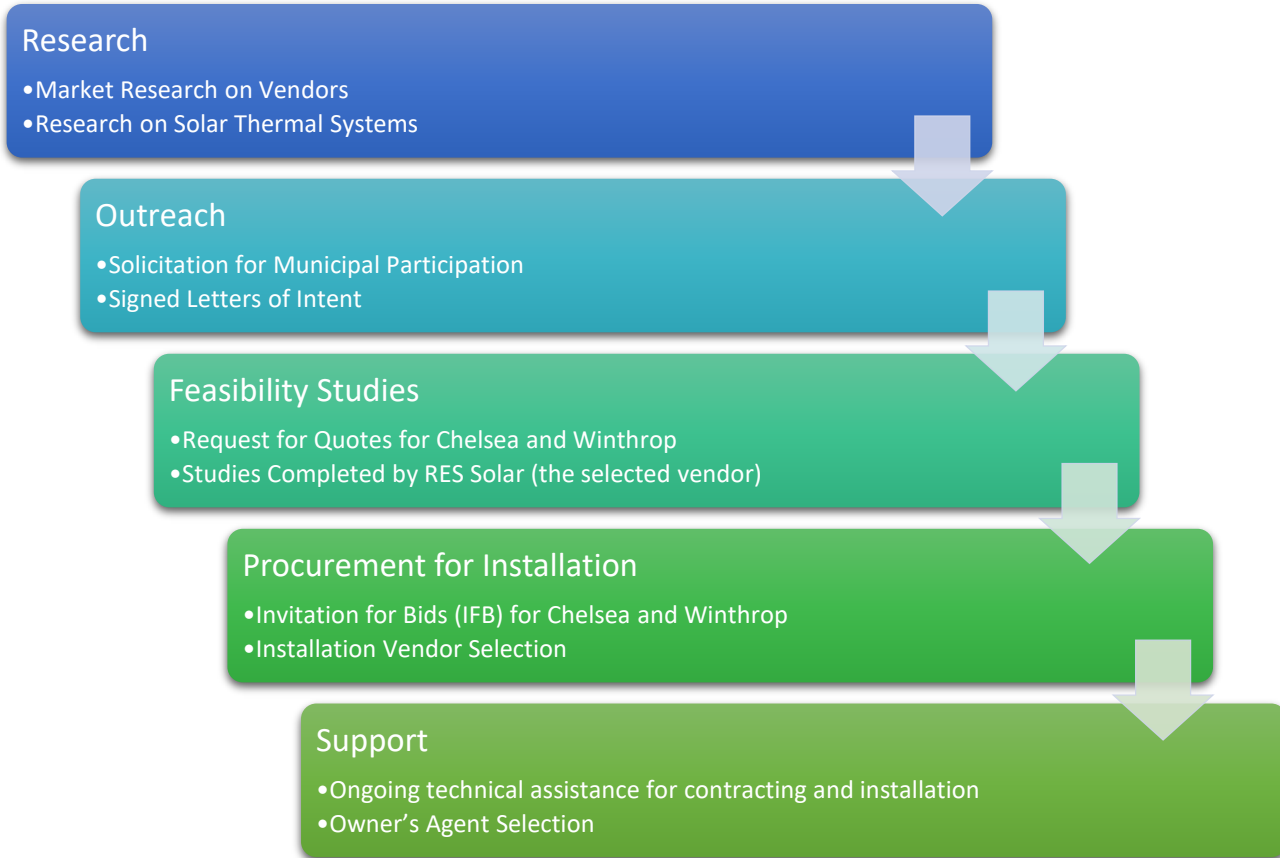 Research
•Market Research on Vendors
•Research on Solar Thermal Systems
Outreach
•Solicitation for Municipal Participation
•Signed Letters of Intent
Feasibility Studies
•Request for Quotes for Chelsea and Winthrop
•Studies Completed by RES Solar (the selected vendor)
Procurement for Installation
•Invitation for Bids (IFB) for Chelsea and Winthrop
•Installation Vendor Selection
Support
•Ongoing technical assistance for contracting and installation
•Owner’s Agent Selection